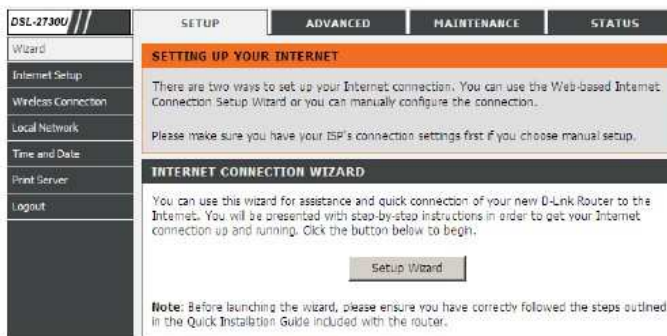 DSL-2730U
SETUP
ADVANCED
MAINTENANCE
STATUS
Wizard
Internet Setup
Wireless Connection
Local Network
Time and Date
Print Server
Logout
SETTING UP YOUR INTERNET
There are two ways to set up your Internet connection. You can use the Web-based Internet
Connection Setup Wizard or you can manually configure the connection.
Please make sure you have your ISP's connection settings first if you choose manual setup.
INTERNET CONNECTION WIZARD
You can use this wizard for assistance and quick connection of your new D-Link Router to the
Internet. You will be presented with step-by-step instructions in order to get your Internet
connection up and running. Click the button below to begin.
Setup Wizard
Note: Before launching the wizard, please ensure you have correctly followed the steps outlined
in the Quick Installation Guide included with the router.